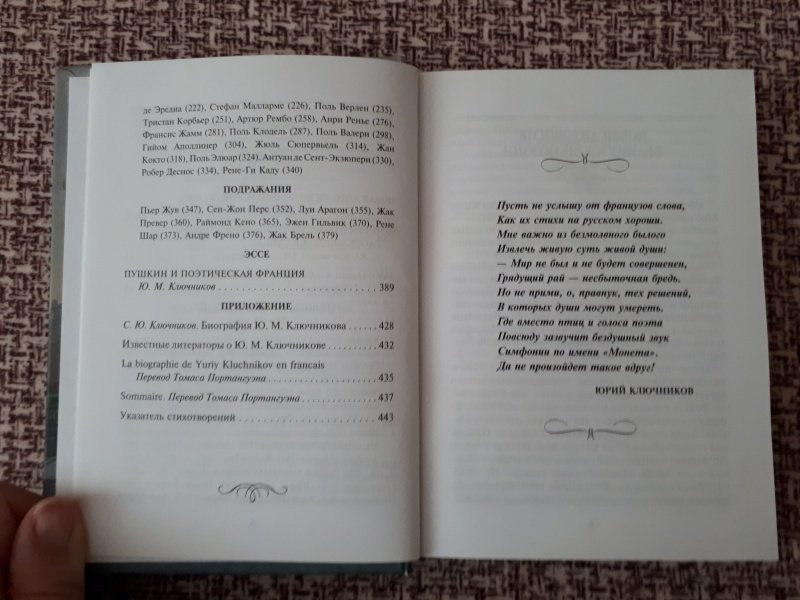 де Эредиа (222), Стефан Малларме (226), Поль Верлен (235),
Тристан Корбьер (251), Артюр Рембо (258), Анри Ренье (276),
Франсис Жамм (281), Поль Клодель (287), Поль Валери (298),
Гийом Аполлинер (304), Жюль Сюпервьель (314), Жан
Кокто (318), Поль Элюар (324), Антуан де Сент-Экзюпери (330),
Робер Деснос (334), Рене-Ги Каду (340)
ПОДРАЖАНИЯ
Пьер Жув (347), Сен-Жон Перс (352), Луи Арагон (355), Жак
Превер (360), Раймонд Кено (365), Эжен Гильвик (370), Рене
Шар (373), Андре Френо (376), Жак Брель (379)
ЭССЕ
ПУШКИН И ПОЭТИЧЕСКАЯ ФРАНЦИЯ
Ю. М. Ключников 389
ПРИЛОЖЕНИЕ
С. Ю. Ключников. Биография Ю. М. Ключникова 428
Известные литераторы о Ю. М. Ключникове 432
La biographie de Yuriy Kluchnikov en francais
Перевод Томаса Портангуэна 435
Sommaire. Перевод Томаса Портангуэна 437
Указатель стихотворений 443
Пусть не услышу от французов слова,
Как их стихи на русском хороши.
Мне важно из безмолвного былого
Извлечь живую суть живой души:
— Мир не был и не будет совершенен,
Грядущий рай — несбыточная бредь.
Но не прими, о, правнук, тех решений,
В которых души могут умереть.
Где вместо птиц и голоса поэта
Повсюду зазвучит бездушный звук
Симфонии по имени «Монета».
Да не произойдет такое вдруг!
ЮРИЙ КЛЮЧНИКОВ